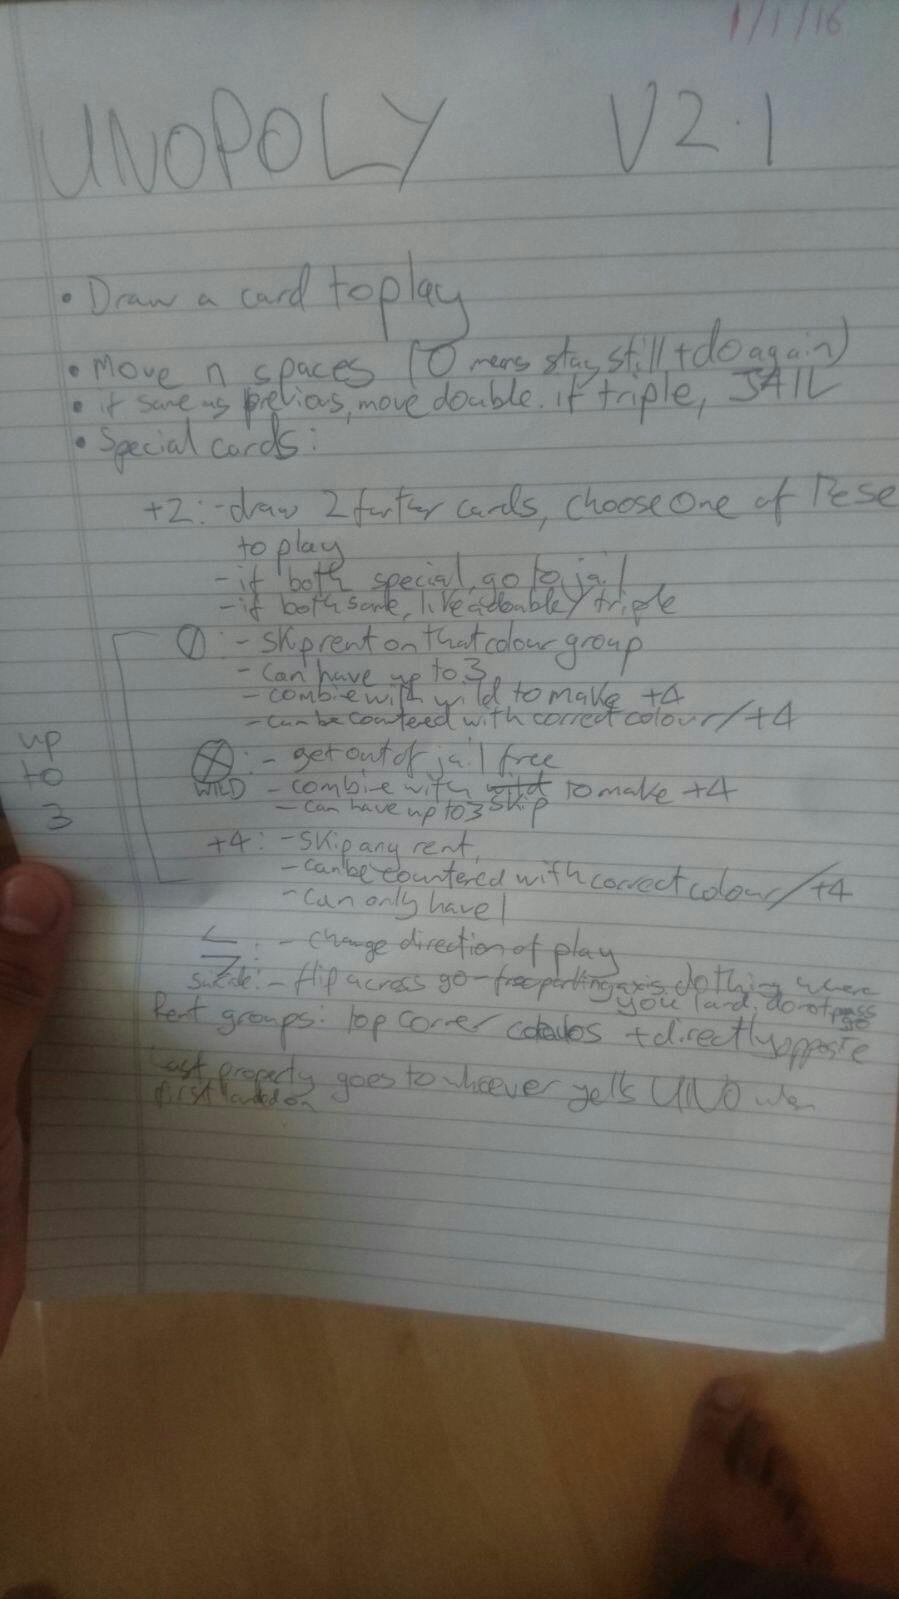 1/1/16
UNOPOLY V2.1
• Draw a card to play
• Move n spaces (0 means stay still + do again)
• if same as previous, move double. if triple, JAIL
• Special cards:
+2: - draw 2 further cards, choose one of these
to play
- if both special, go to jail
- if both same, like a double/triple
- skip rent on that colour group
- can have up to 3
- combine with wild to make +4
- can be countered with correct colour/+4
up
to
3
: - get out of jail free
WILD - combine with wild to make +4
- can have up to 3 skip
+4: - skip any rent,
- can be countered with correct colour/+4
- can only have 1
: - change direction of play
: - flip across go-free parking axis, do thing where
you land, do not pass
go
Rent groups: top corner colours + directly opposite
Last property goes to whoever yells UNO when
first landed on